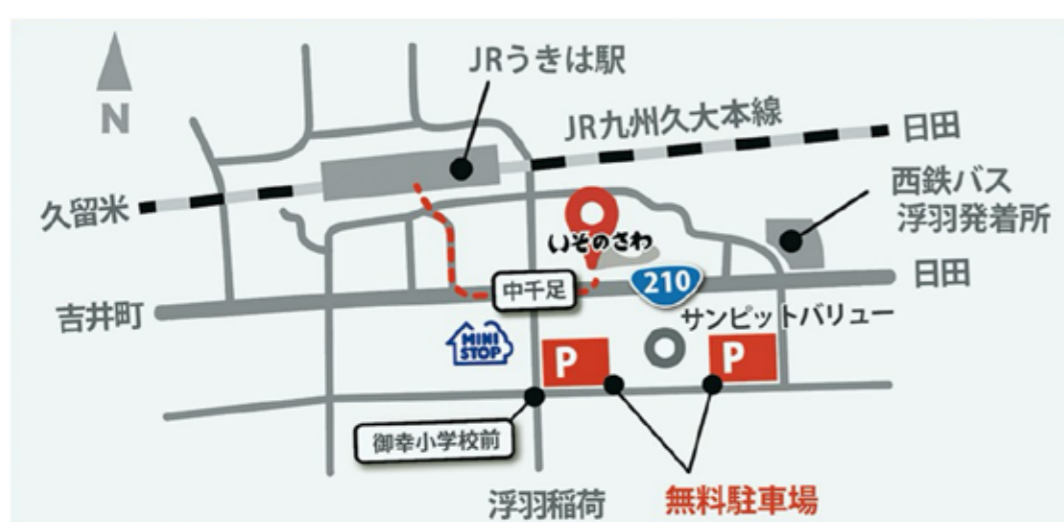 JRうきは駅
N
JR九州久大本線
日田
久留米
西鉄バス
浮羽発着所
いそのさわ
210
日田
中千足
吉井町
サンピットバリュー
MINI
STOP
P
P
御幸小学校前
浮羽稲荷
無料駐車場